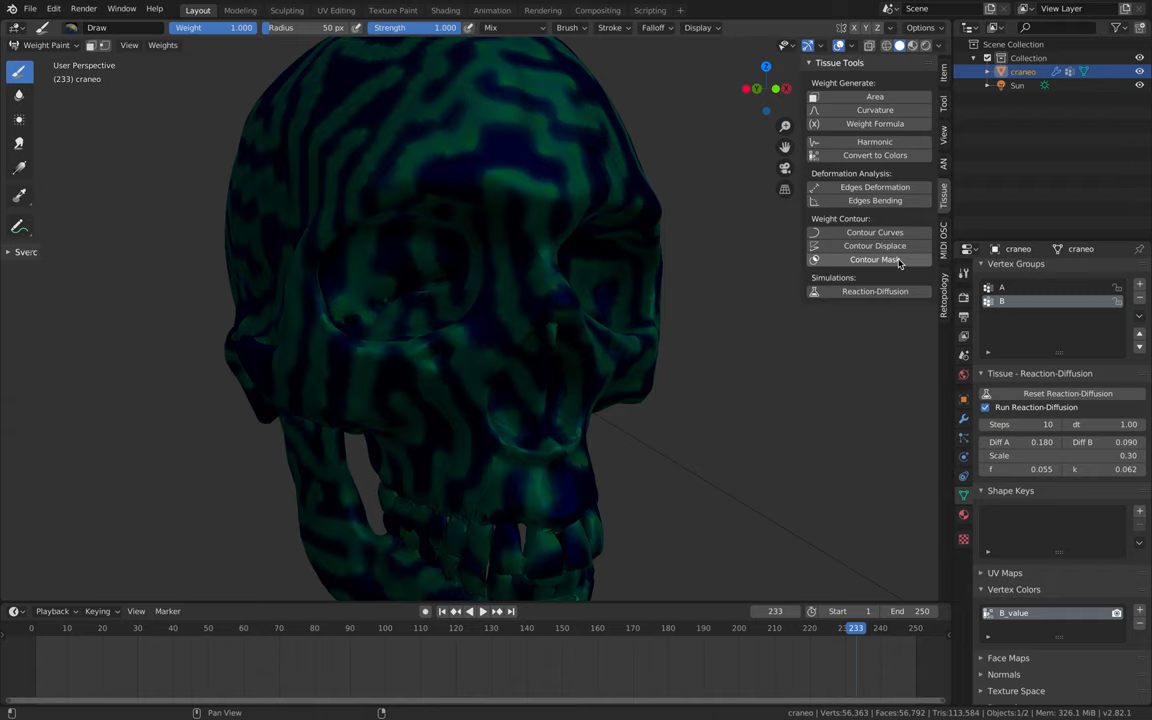 File Edit Render Window Help Layout Modeling Sculpting UV Editing Texture Paint Shading Animation Rendering Compositing Scripting + Scene View Layer
Draw Weight 1.000 Radius 50 px Strength 1.000 Mix Brush Stroke Falloff Display X Y Z Options
Weight Paint View Weights
User Perspective
(233) craneo
Sverc
Z
Y
X
Tissue Tools
Weight Generate:
Area
Curvature
(x) Weight Formula
Harmonic
Convert to Colors
Deformation Analysis:
Edges Deformation
Edges Bending
Weight Contour:
Contour Curves
Contour Displace
Contour Mask
Simulations:
Reaction-Diffusion
Item
Tool
View
AN
Tissue
MIDI OSC
Retopology
Scene Collection
Collection
craneo
Sun
craneo craneo
Vertex Groups
A
B
Tissue - Reaction-Diffusion
Reset Reaction-Diffusion
Run Reaction-Diffusion
Steps 10 dt 1.00
Diff A 0.180 Diff B 0.090
Scale 0.30
f 0.055 k 0.062
Shape Keys
UV Maps
Vertex Colors
B_value
Face Maps
Normals
Texture Space
Playback Keying View Marker 233 Start 1 End 250
0 10 20 30 40 50 60 70 80 90 100 110 120 130 140 150 160 170 180 190 200 210 220 233 240 250
Pan View craneo | Verts:56,363 | Faces:56,792 | Tris:113,584 | Objects:1/2 | Mem: 326.1 MiB | v2.82.1